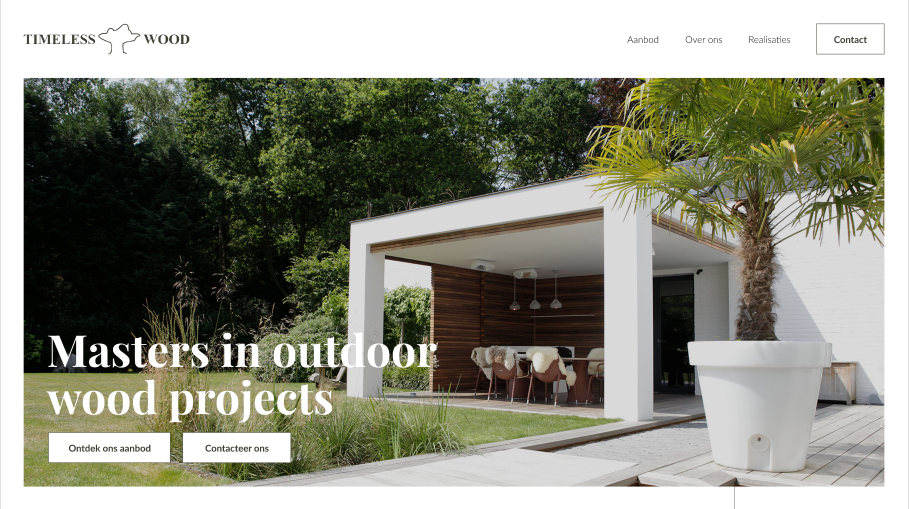 TIMELESS WOOD
Aanbod
Over ons
Realisaties
Contact
Masters in outdoor
wood projects
Ontdek ons aanbod
Contacteer ons